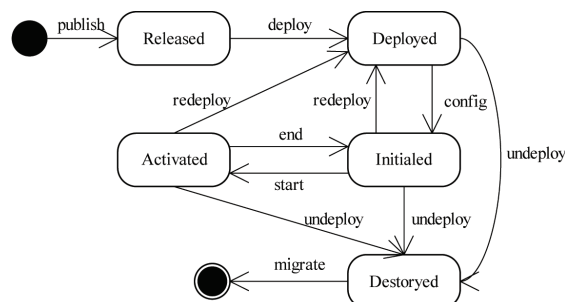 publish
Released
deploy
Deployed
redeploy
redeploy
config
end
Activated
Initialed
undeploy
start
undeploy
undeploy
migrate
Destoryed